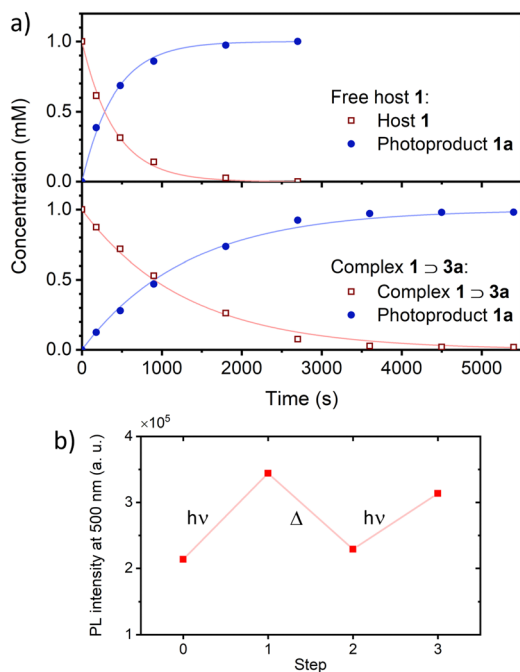 a)
1.0
0.5
0.0
Free host 1:
Host 1
Photoproduct 1a
Concentration (mM)
1.0
0.5
0.0
Complex 1 ⊃ 3a:
Complex 1 ⊃ 3a
Photoproduct 1a
0 1000 2000 3000 4000 5000
Time (s)
b)
×10⁵
4
3
2
1
PL intensity at 500 nm (a. u.)
hν
Δ
hν
0 1 2 3
Step